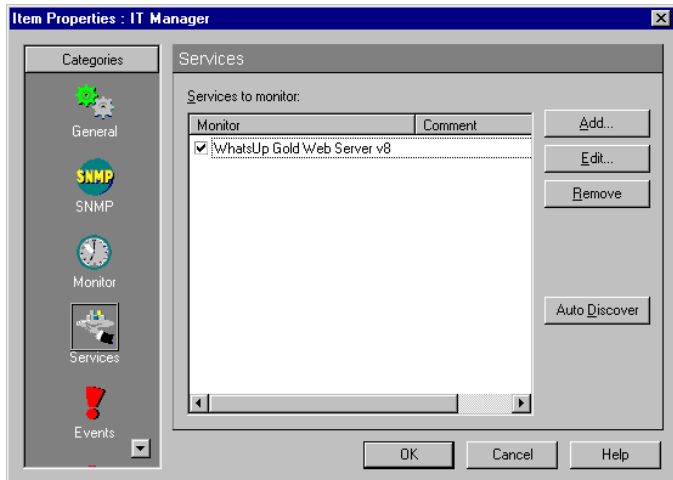 Item Properties : IT Manager
Categories
General
SNMP
SNMP
Monitor
Services
Events
Services
Services to monitor:
Monitor Comment
WhatsUp Gold Web Server v8
Add...
Edit...
Remove
Auto Discover
OK Cancel Help